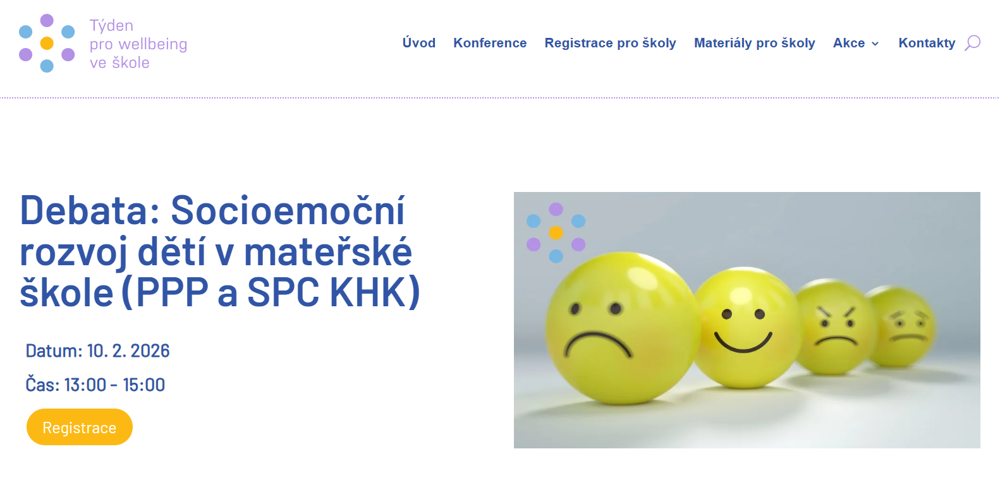 Týden
pro wellbeing
ve škole
Úvod
Konference
Registrace pro školy
Materiály pro školy
Akce
Kontakty
Debata: Socioemoční
rozvoj dětí v mateřské
škole (PPP a SPC KHK)
Datum: 10. 2. 2026
Čas: 13:00 - 15:00
Registrace